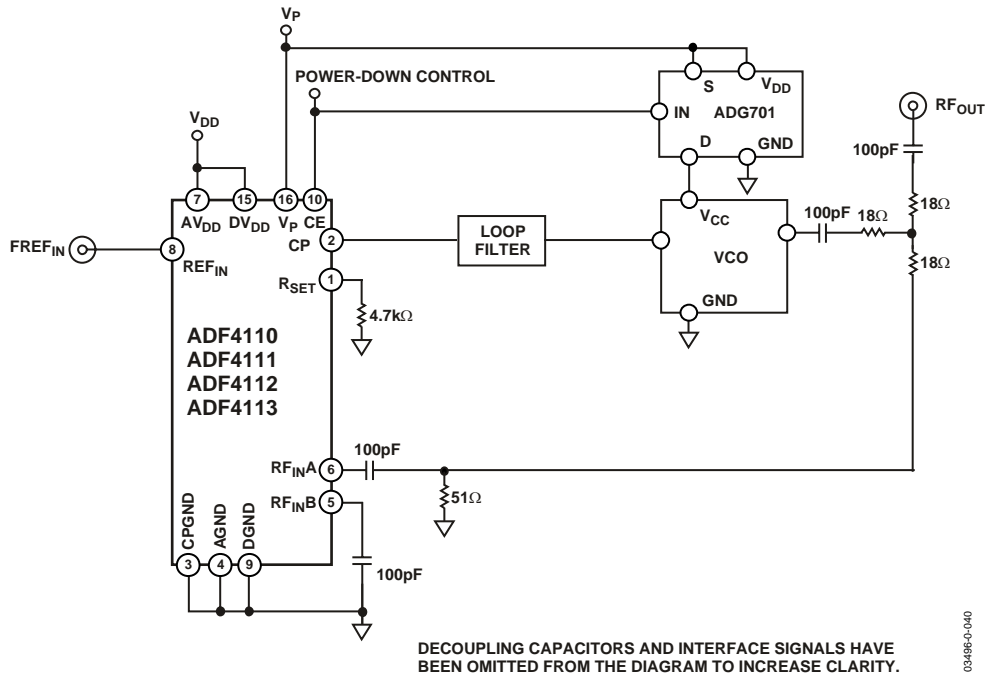 VP
POWER-DOWN CONTROL
VDD
S
VDD
IN
ADG701
D
GND
RFOUT
100pF
18Ω
7
15
16
10
AVDD
DVDD
VP
CE
CP
2
FREFIN
8
REFIN
RSET
1
4.7kΩ
LOOP
FILTER
VCC
VCO
GND
100pF
18Ω
18Ω
ADF4110
ADF4111
ADF4112
ADF4113
RFINA
6
100pF
RFINB
5
51Ω
CPGND
AGND
DGND
3
4
9
100pF
DECOUPLING CAPACITORS AND INTERFACE SIGNALS HAVE
BEEN OMITTED FROM THE DIAGRAM TO INCREASE CLARITY.
03496-0-040